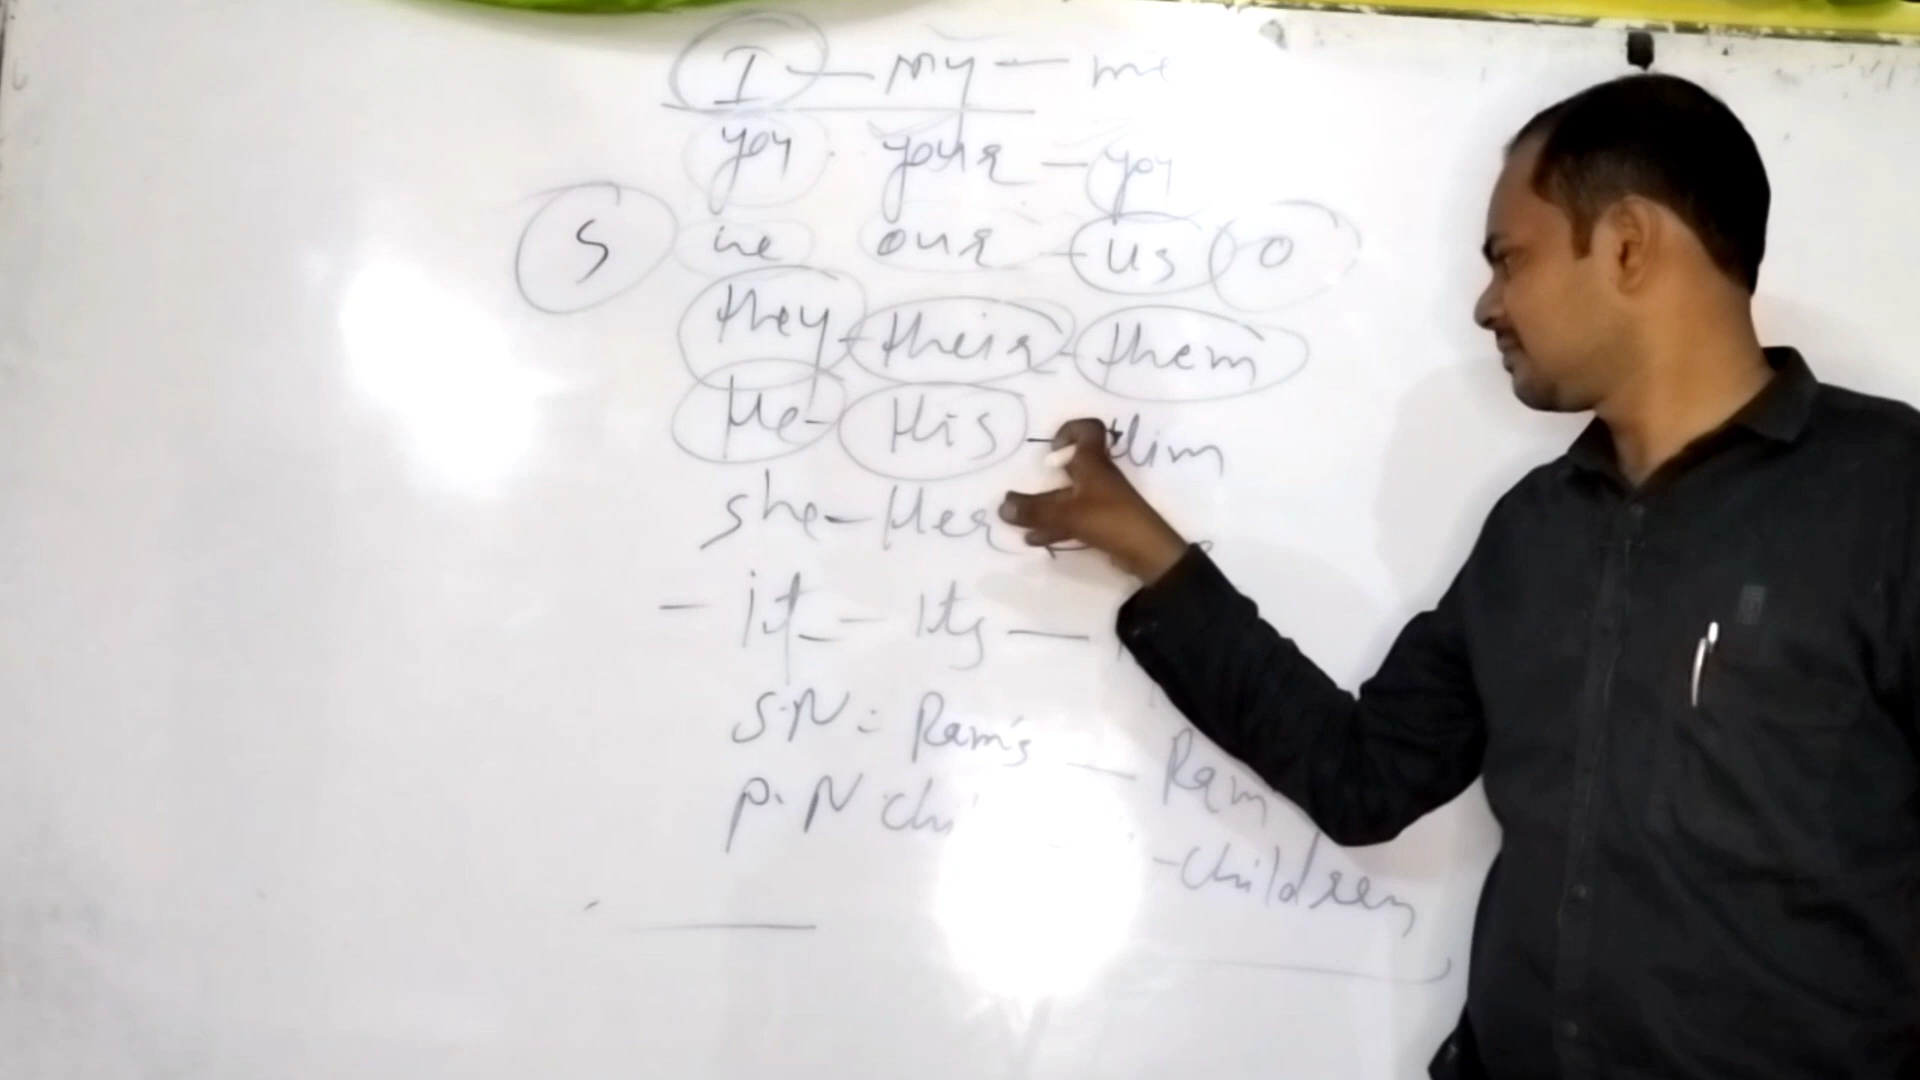 I - my - me
you your - you
S we our - us O
they - their - them
He - His - Him
she - Her
- it - Its -
S.N : Ram's - Ram
P.N - children